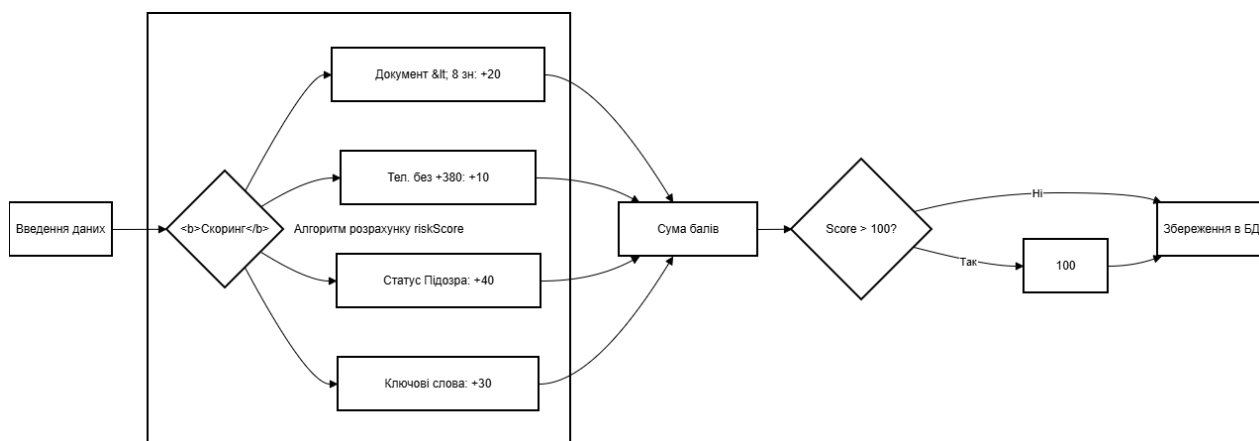 Введення даних
<b>Скоринг</b>
Алгоритм розрахунку riskScore
Документ &lt; 8 зн: +20
Тел. без +380: +10
Статус Підозра: +40
Ключові слова: +30
Сума балів
Score > 100?
Ні
Так
100
Збереження в БД